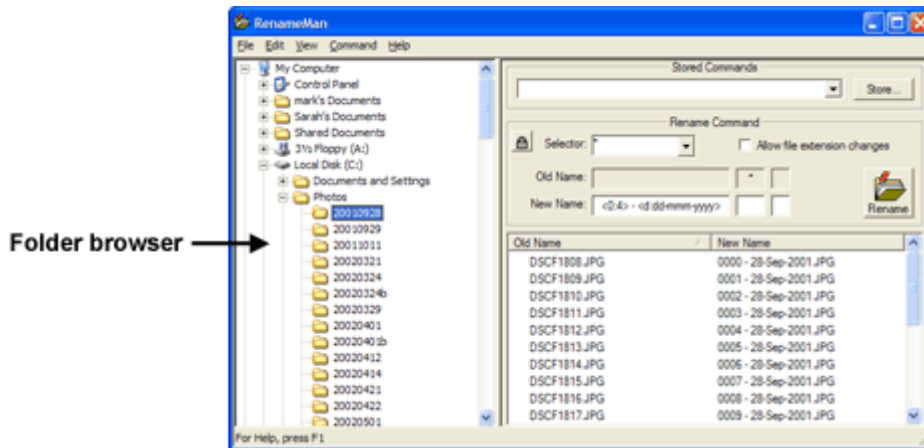 RenameMan
File Edit View Command Help
My Computer
Control Panel
mark's Documents
Sarah's Documents
Shared Documents
3½ Floppy (A:)
Local Disk (C:)
Documents and Settings
Photos
20010928
20010929
20011011
20020321
20020324
20020324b
20020329
20020401
20020401b
20020412
20020414
20020421
20020422
20020501
Folder browser
Stored Commands
Store...
Rename Command
Selector: *
Allow file extension changes
Old Name: *
New Name: <0:4> - <d:dd-mmm-yyyy>
Rename
Old Name New Name
DSCF1808.JPG 0000 - 28-Sep-2001.JPG
DSCF1809.JPG 0001 - 28-Sep-2001.JPG
DSCF1810.JPG 0002 - 28-Sep-2001.JPG
DSCF1811.JPG 0003 - 28-Sep-2001.JPG
DSCF1812.JPG 0004 - 28-Sep-2001.JPG
DSCF1813.JPG 0005 - 28-Sep-2001.JPG
DSCF1814.JPG 0006 - 28-Sep-2001.JPG
DSCF1815.JPG 0007 - 28-Sep-2001.JPG
DSCF1816.JPG 0008 - 28-Sep-2001.JPG
DSCF1817.JPG 0009 - 28-Sep-2001.JPG
For Help, press F1